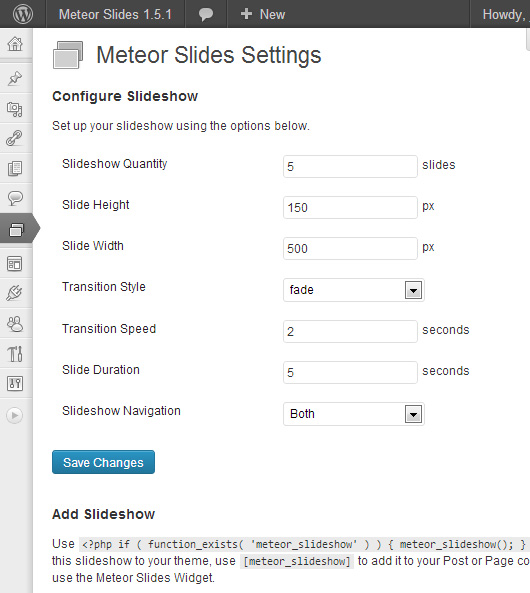 Meteor Slides 1.5.1 + New Howdy,
Meteor Slides Settings
Configure Slideshow
Set up your slideshow using the options below.
Slideshow Quantity 5 slides
Slide Height 150 px
Slide Width 500 px
Transition Style fade
Transition Speed 2 seconds
Slide Duration 5 seconds
Slideshow Navigation Both
Save Changes
Add Slideshow
Use <?php if ( function_exists( 'meteor_slideshow' ) ) { meteor_slideshow(); }
this slideshow to your theme, use [meteor_slideshow] to add it to your Post or Page co
use the Meteor Slides Widget.